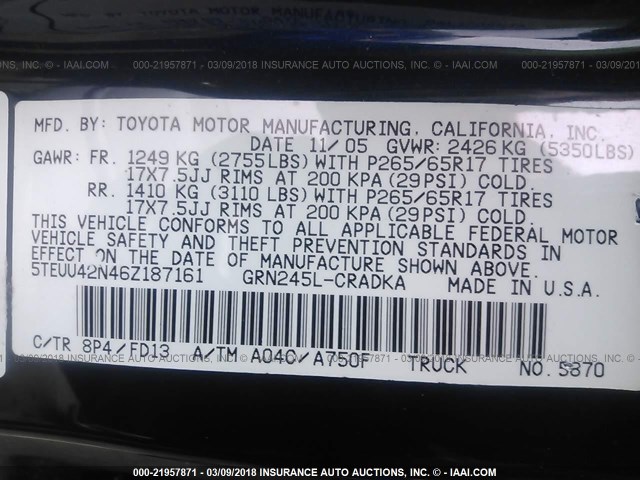 000-21957871 - 03/09/2018 INSURANCE AUTO AUCTIONS, INC. - © IAAI.COM
MFD. BY: TOYOTA MOTOR MANUFACTURING, CALIFORNIA, INC.
DATE 11/05 GVWR: 2426 KG (5350LBS)
GAWR: FR. 1249 KG (2755LBS) WITH P265/65R17 TIRES
17X7.5JJ RIMS AT 200 KPA (29PSI) COLD.
RR. 1410 KG (3110 LBS) WITH P265/65R17 TIRES
17X7.5JJ RIMS AT 200 KPA (29PSI) COLD.
THIS VEHICLE CONFORMS TO ALL APPLICABLE FEDERAL MOTOR
VEHICLE SAFETY AND THEFT PREVENTION STANDARDS IN
EFFECT ON THE DATE OF MANUFACTURE SHOWN ABOVE.
5TEUU42N46Z187161 GRN245L-CRADKA MADE IN U.S.A.
C/TR 8P4/FD13 A/TM A04C/A750F TRUCK NO. 5870
000-21957871 - 03/09/2018 INSURANCE AUTO AUCTIONS, INC. - © IAAI.COM